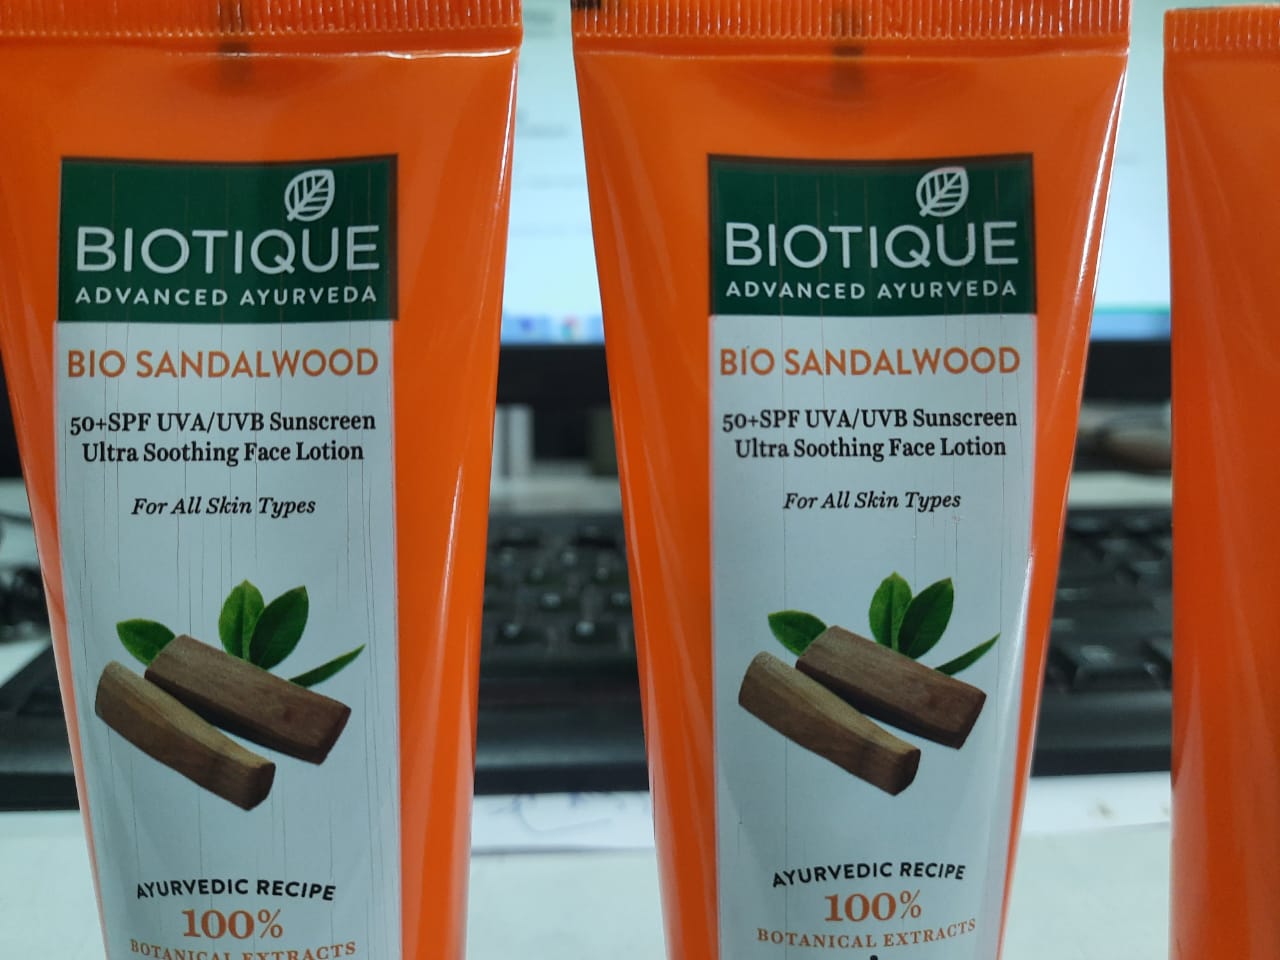 BIOTIQUE
ADVANCED AYURVEDA
BIO SANDALWOOD
50+SPF UVA/UVB Sunscreen
Ultra Soothing Face Lotion
For All Skin Types
AYURVEDIC RECIPE
100%
BOTANICAL EXTRACTS
BIOTIQUE
ADVANCED AYURVEDA
BIO SANDALWOOD
50+SPF UVA/UVB Sunscreen
Ultra Soothing Face Lotion
For All Skin Types
AYURVEDIC RECIPE
100%
BOTANICAL EXTRACTS